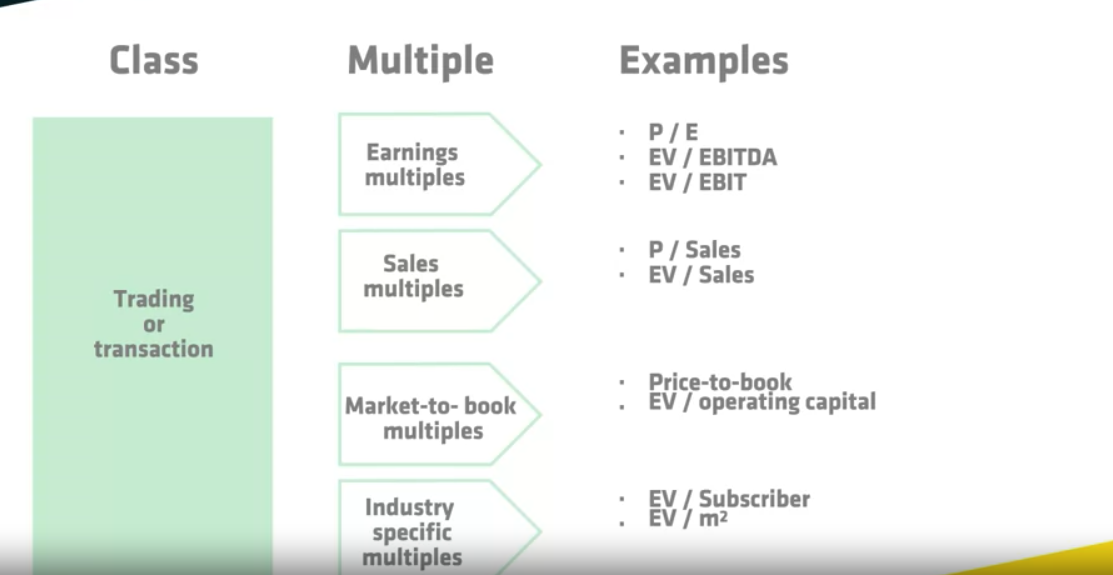 Class
Multiple
Examples
Trading
or
transaction
Earnings
multiples
· P / E
· EV / EBITDA
· EV / EBIT
Sales
multiples
· P / Sales
· EV / Sales
Market-to- book
multiples
· Price-to-book
· EV / operating capital
Industry
specific
multiples
· EV / Subscriber
· EV / m²